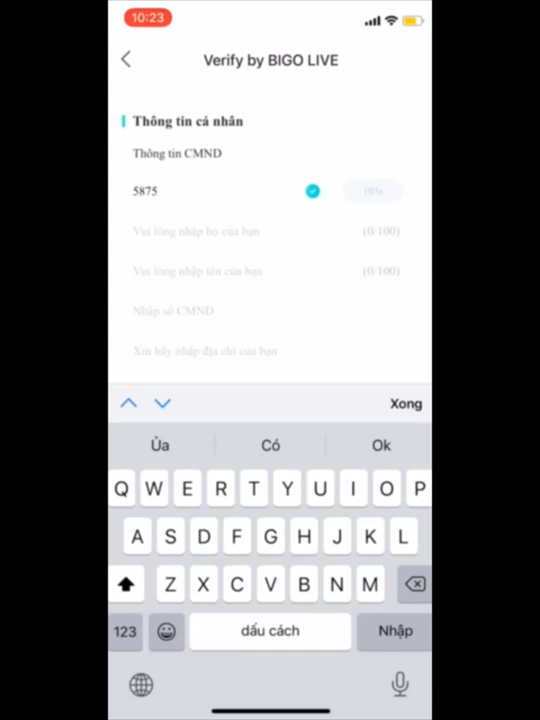 10:23
Verify by BIGO LIVE
Thông tin cá nhân
Thông tin CMND
5875
Vui lòng nhập họ của bạn (0/100)
Vui lòng nhập tên của bạn (0/100)
Nhập số CMND
Xin hãy nhập địa chỉ của bạn
Xong
Ủa Có Ok
Q W E R T Y U I O P
A S D F G H J K L
Z X C V B N M
123 dấu cách Nhập